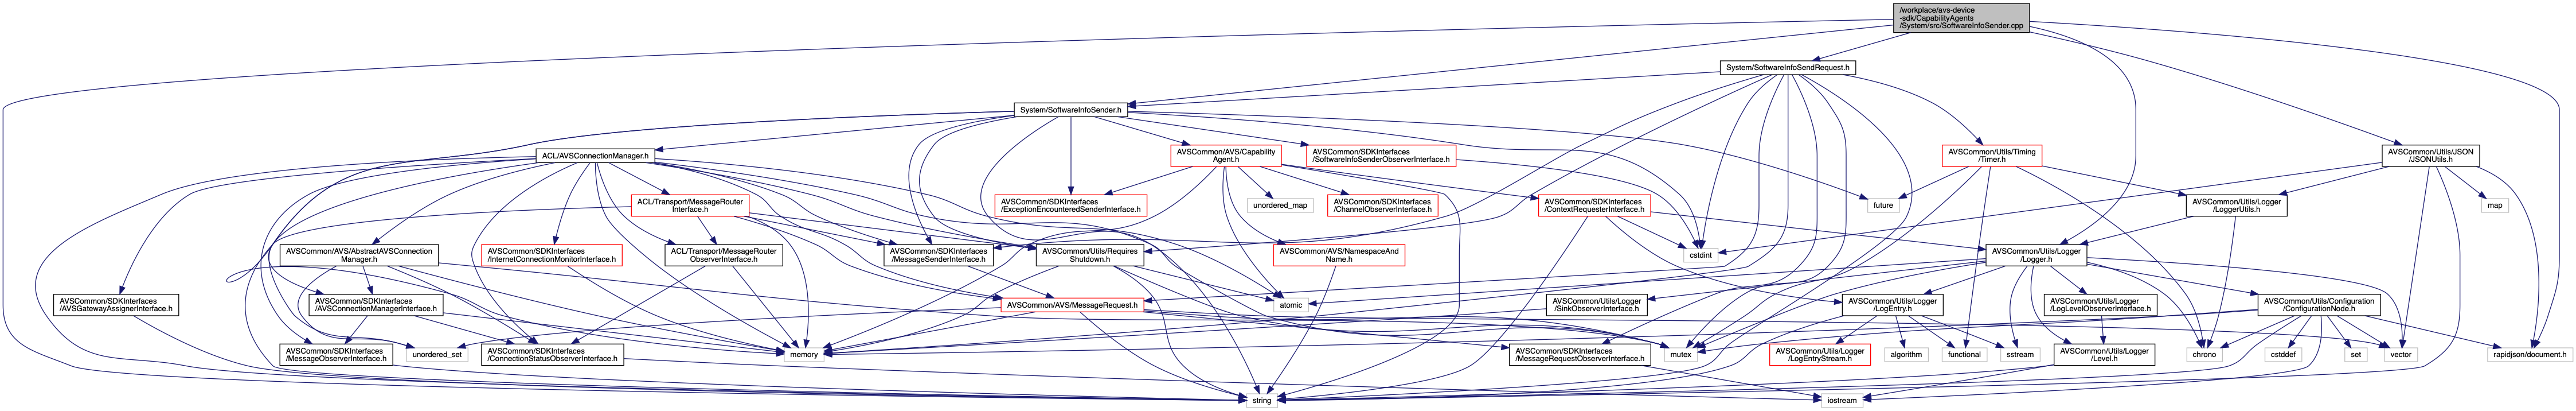 /workplace/avs-device
-sdk/CapabilityAgents
/System/src/SoftwareInfoSender.cpp
System/SoftwareInfoSendRequest.h
System/SoftwareInfoSender.h
ACL/AVSConnectionManager.h
AVSCommon/AVS/Capability
Agent.h
AVSCommon/SDKInterfaces
/SoftwareInfoSenderObserverInterface.h
AVSCommon/Utils/Timing
/Timer.h
AVSCommon/Utils/JSON
/JSONUtils.h
ACL/Transport/MessageRouter
Interface.h
AVSCommon/SDKInterfaces
/ExceptionEncounteredSenderInterface.h
unordered_map
AVSCommon/SDKInterfaces
/ChannelObserverInterface.h
AVSCommon/SDKInterfaces
/ContextRequesterInterface.h
future
AVSCommon/Utils/Logger
/LoggerUtils.h
map
AVSCommon/AVS/AbstractAVSConnection
Manager.h
AVSCommon/SDKInterfaces
/InternetConnectionMonitorInterface.h
ACL/Transport/MessageRouter
ObserverInterface.h
AVSCommon/SDKInterfaces
/MessageSenderInterface.h
AVSCommon/Utils/Requires
Shutdown.h
AVSCommon/AVS/NamespaceAnd
Name.h
cstdint
AVSCommon/Utils/Logger
/Logger.h
AVSCommon/SDKInterfaces
/AVSGatewayAssignerInterface.h
AVSCommon/SDKInterfaces
/AVSConnectionManagerInterface.h
AVSCommon/AVS/MessageRequest.h
atomic
AVSCommon/Utils/Logger
/SinkObserverInterface.h
AVSCommon/Utils/Logger
/LogEntry.h
AVSCommon/Utils/Logger
/LogLevelObserverInterface.h
AVSCommon/Utils/Configuration
/ConfigurationNode.h
AVSCommon/SDKInterfaces
/MessageObserverInterface.h
unordered_set
AVSCommon/SDKInterfaces
/ConnectionStatusObserverInterface.h
memory
AVSCommon/SDKInterfaces
/MessageRequestObserverInterface.h
mutex
AVSCommon/Utils/Logger
/LogEntryStream.h
algorithm
functional
sstream
AVSCommon/Utils/Logger
/Level.h
chrono
cstddef
set
vector
rapidjson/document.h
string
iostream